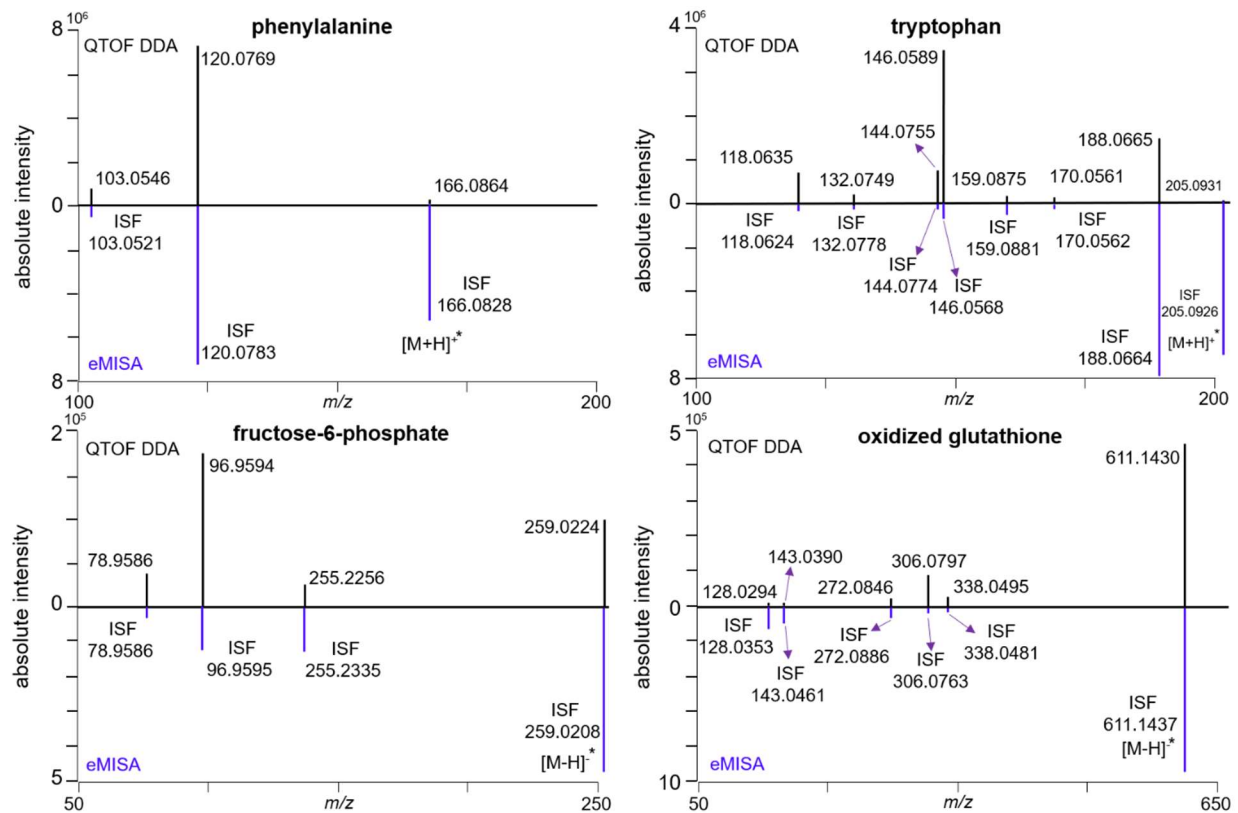 phenylalanine
8
10⁶
QTOF DDA
120.0769
103.0546
166.0864
0
ISF
103.0521
ISF
166.0828
[M+H]⁺*
ISF
120.0783
eMISA
8
100
m/z
200
absolute intensity
tryptophan
4
10⁶
QTOF DDA
146.0589
144.0755
188.0665
118.0635
132.0749
159.0875
170.0561
205.0931
0
ISF
118.0624
ISF
132.0778
ISF
159.0881
ISF
170.0562
ISF
144.0774
ISF
146.0568
ISF
205.0926
[M+H]⁺*
ISF
188.0664
eMISA
8
100
m/z
200
absolute intensity
fructose-6-phosphate
2
10⁵
QTOF DDA
96.9594
259.0224
78.9586
255.2256
0
ISF
78.9586
ISF
96.9595
ISF
255.2335
ISF
259.0208
[M-H]⁻*
eMISA
5
50
m/z
250
absolute intensity
oxidized glutathione
5
10⁵
QTOF DDA
611.1430
143.0390
306.0797
128.0294
272.0846
338.0495
0
ISF
128.0353
ISF
143.0461
ISF
272.0886
ISF
306.0763
ISF
338.0481
ISF
611.1437
[M-H]⁻*
eMISA
10
50
m/z
650
absolute intensity